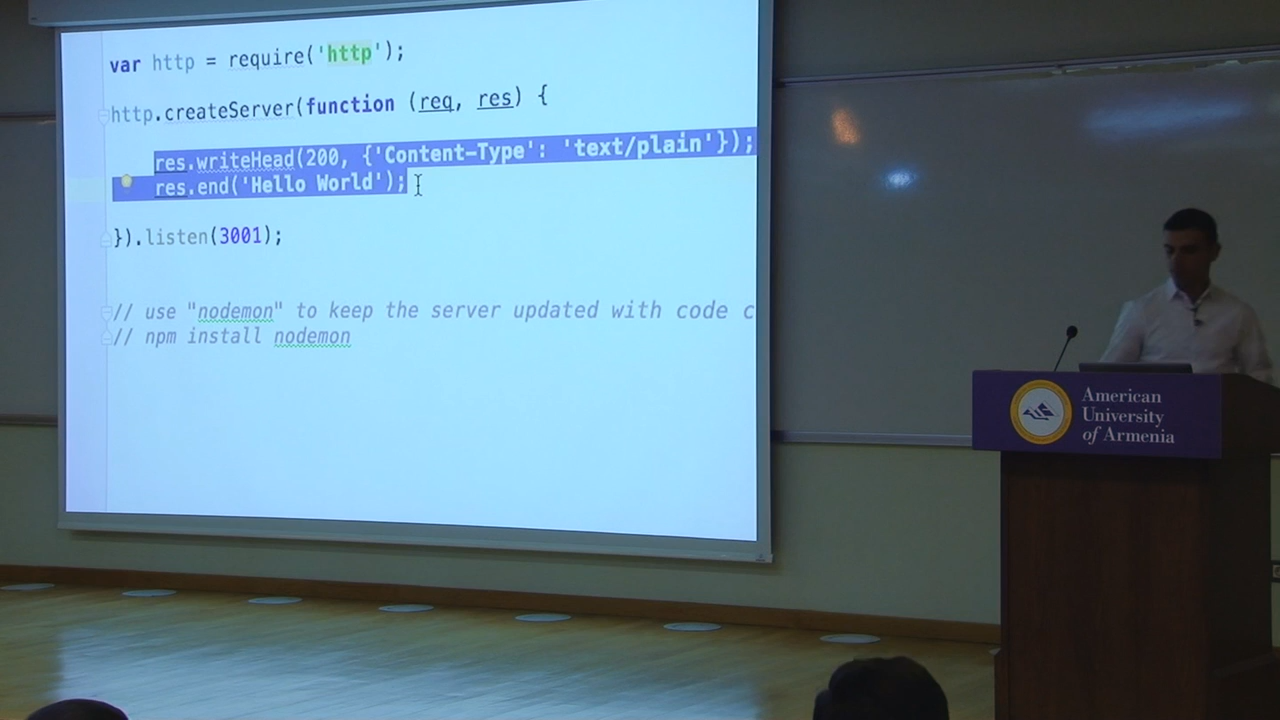 var http = require('http');
http.createServer(function (req, res) {
res.writeHead(200, {'Content-Type': 'text/plain'});
res.end('Hello World');
}).listen(3001);
// use "nodemon" to keep the server updated with code c
// npm install nodemon
American
University
of Armenia